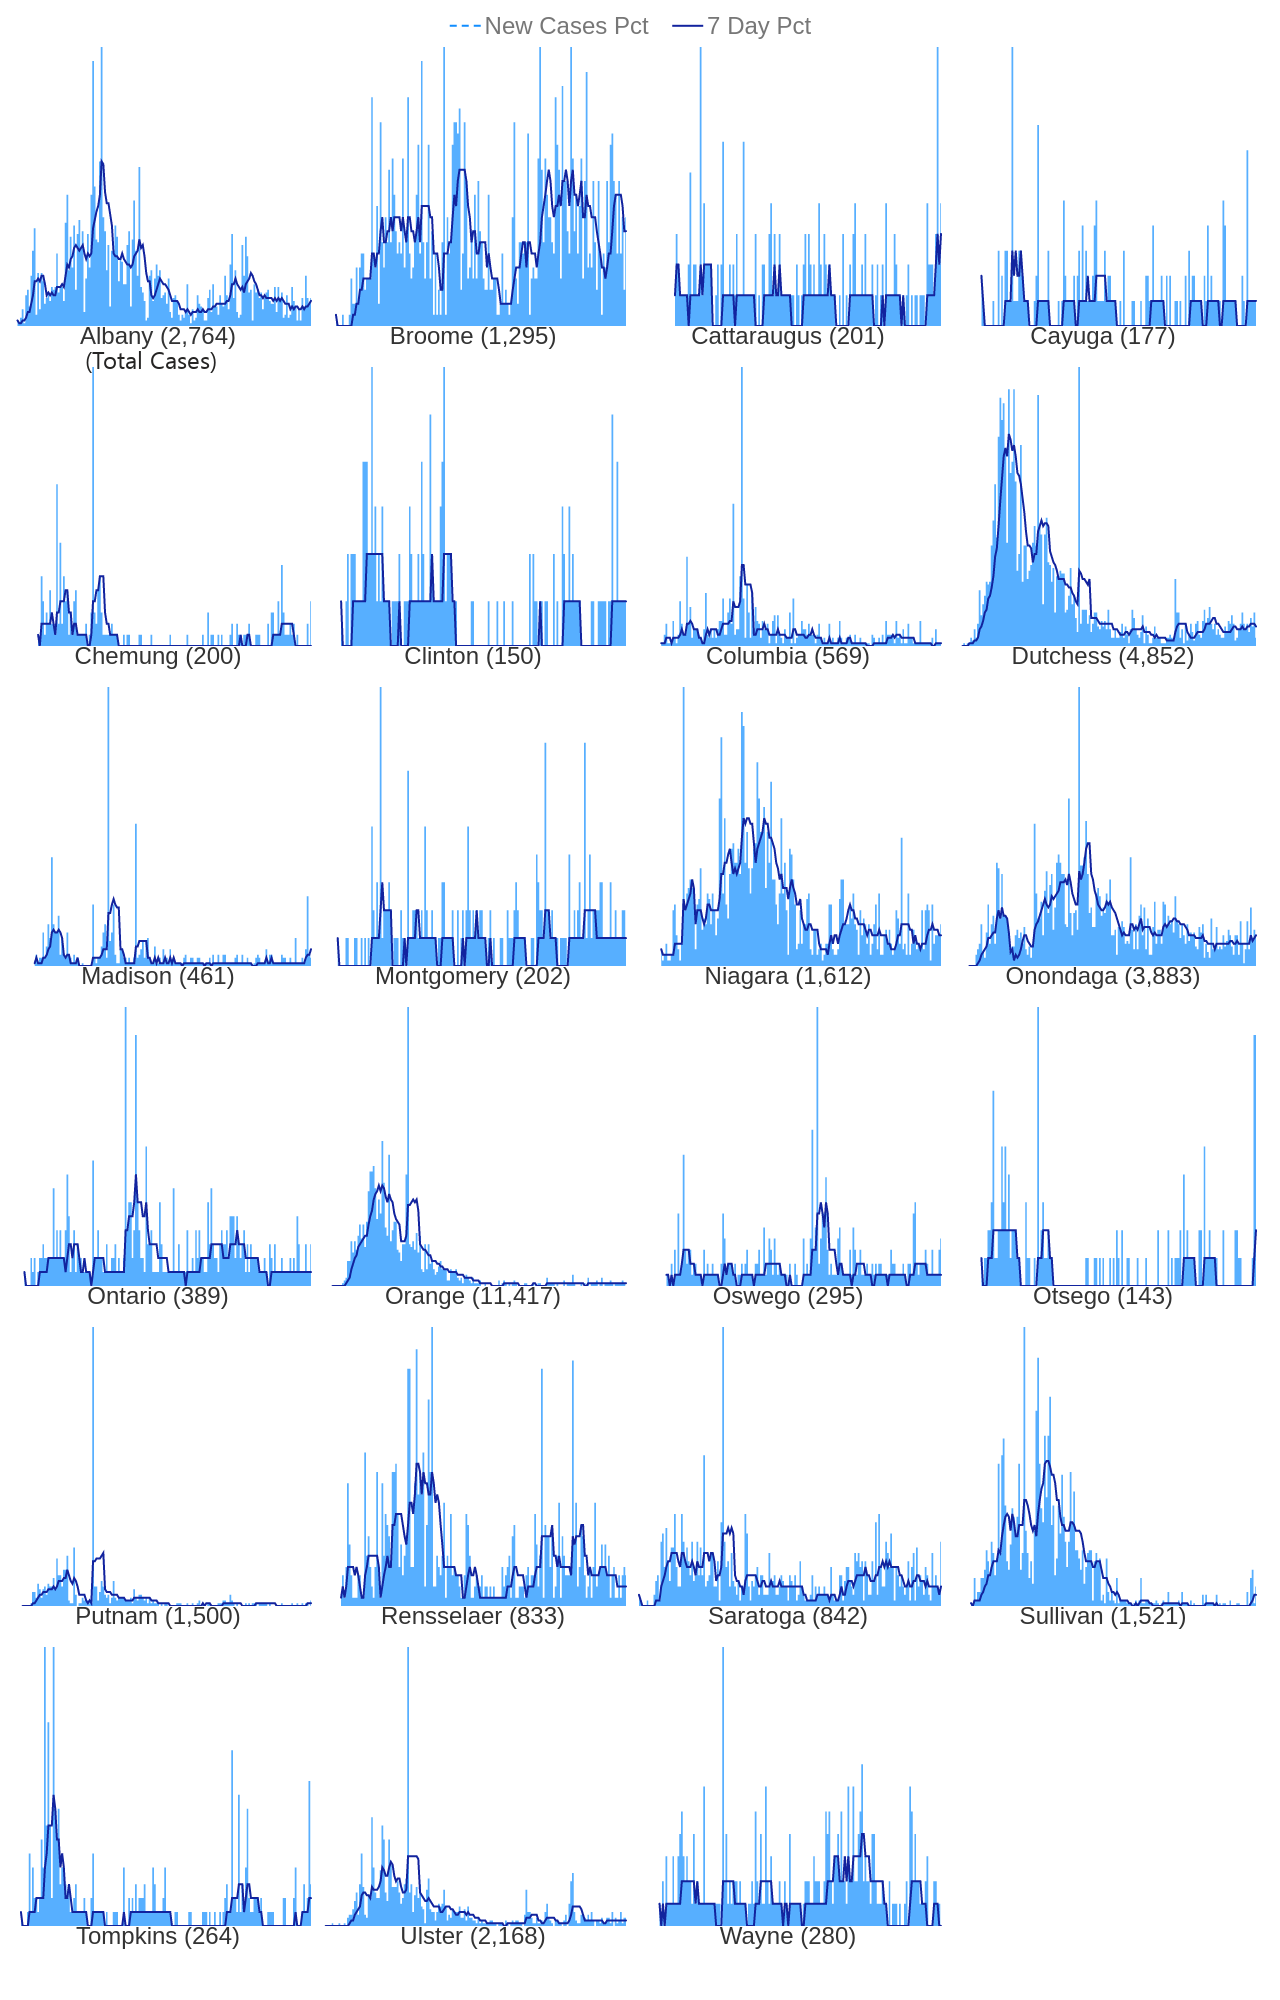 New Cases Pct 7 Day Pct
Albany (2,764) Broome (1,295) Cattaraugus (201) Cayuga (177)
(Total Cases)
Chemung (200) Clinton (150) Columbia (569) Dutchess (4,852)
Madison (461) Montgomery (202) Niagara (1,612) Onondaga (3,883)
Ontario (389) Orange (11,417) Oswego (295) Otsego (143)
Putnam (1,500) Rensselaer (833) Saratoga (842) Sullivan (1,521)
Tompkins (264) Ulster (2,168) Wayne (280)